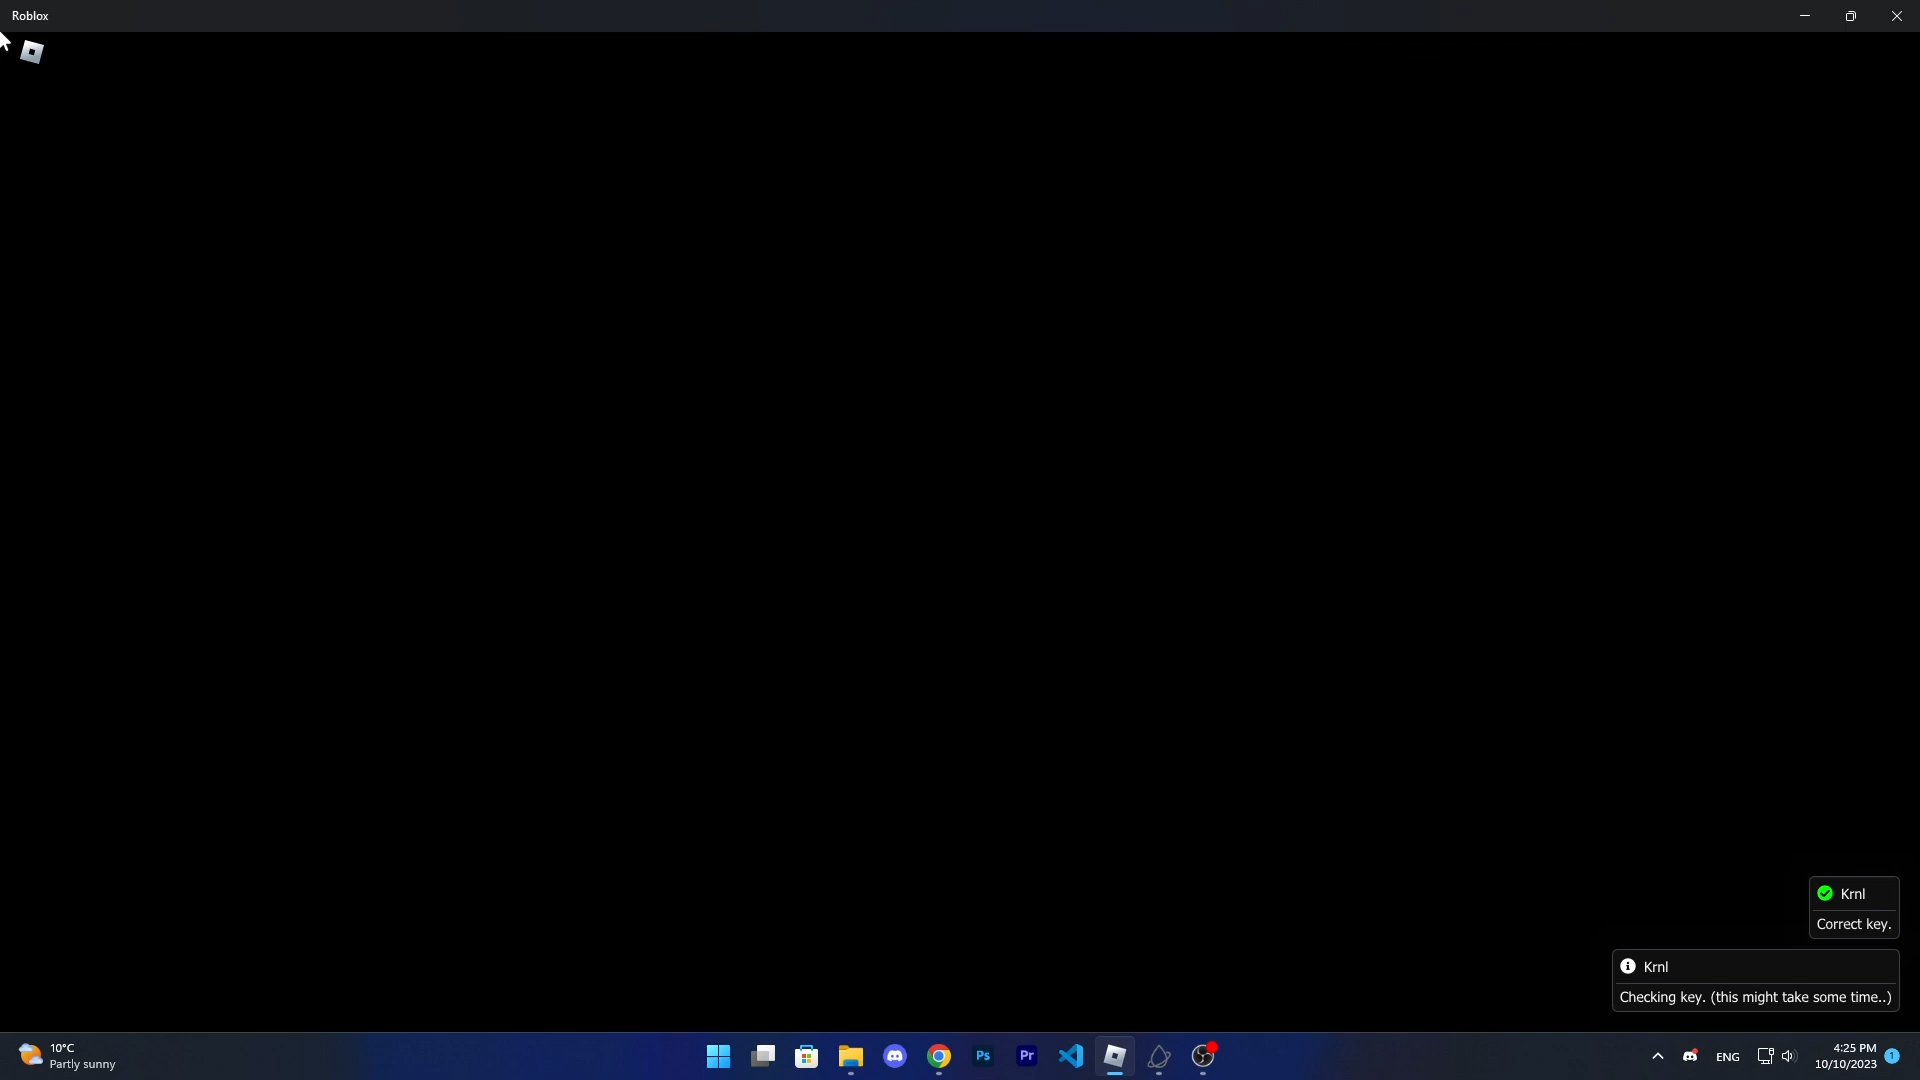 Roblox
Krnl
Correct key.
Krnl
Checking key. (this might take some time..)
10°C
Partly sunny
Ps
Pr
ENG
4:25 PM
10/10/2023
1